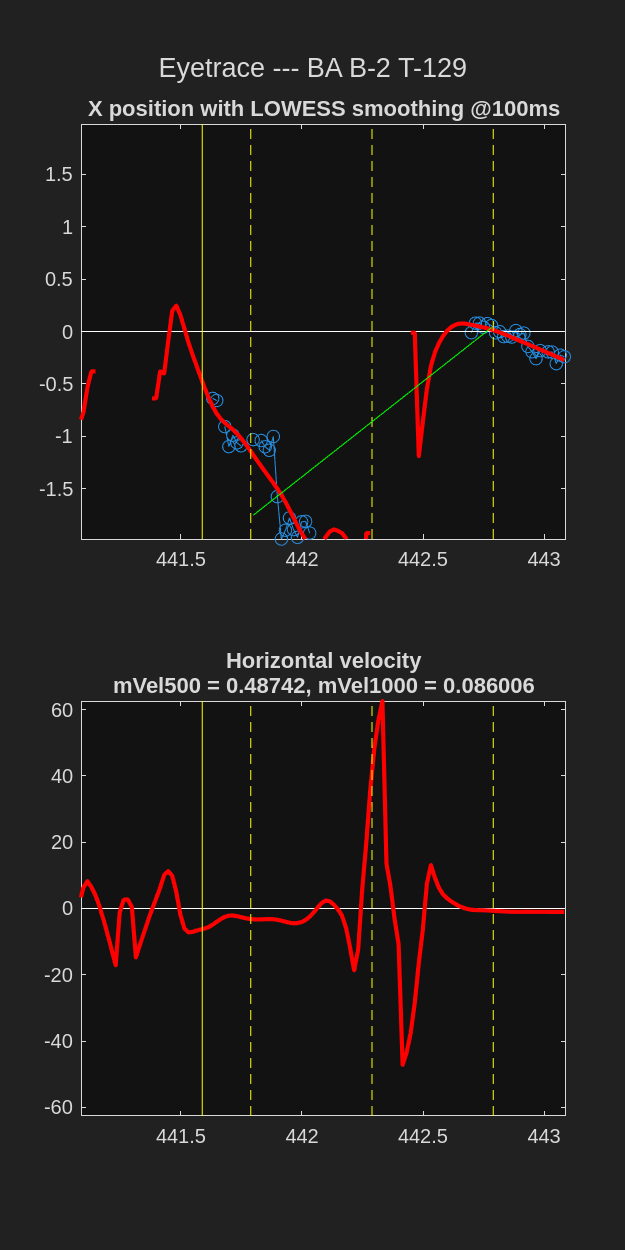 Eyetrace --- BA B-2 T-129
X position with LOWESS smoothing @100ms
1.5
1
0.5
0
-0.5
-1
-1.5
441.5 442 442.5 443
Horizontal velocity
mVel500 = 0.48742, mVel1000 = 0.086006
60
40
20
0
-20
-40
-60
441.5 442 442.5 443